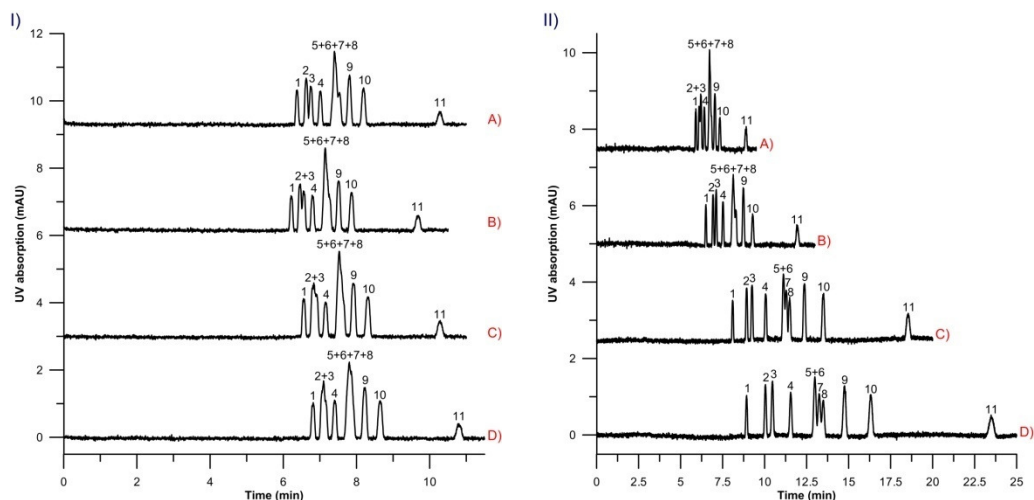 I)
UV absorption (mAU)
12
10
8
6
4
2
0
5+6+7+8
1 2 3 4 9 10 11
A)
5+6+7+8
1 2+3 4 9 10 11
B)
5+6+7+8
1 2+3 4 9 10 11
C)
5+6+7+8
1 2+3 4 9 10 11
D)
0 2 4 6 8 10
Time (min)
II)
UV absorption (mAU)
10
8
6
4
2
0
5+6+7+8
1 2+3 4 9 10 11
A)
5+6+7+8
1 2 3 4 9 10 11
B)
5+6
1 2 3 4 7 8 9 10 11
C)
5+6
1 2 3 4 7 8 9 10 11
D)
0 2.5 5 7.5 10 12.5 15 17.5 20 22.5 25
Time (min)